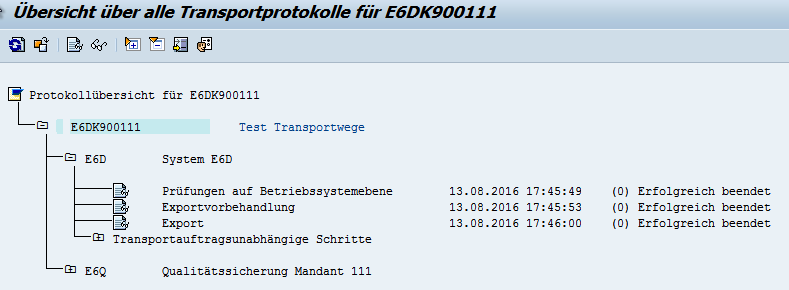 Übersicht über alle Transportprotokolle für E6DK900111
Protokollübersicht für E6DK900111
E6DK900111 Test Transportwege
E6D System E6D
Prüfungen auf Betriebssystemebene 13.08.2016 17:45:49 (0) Erfolgreich beendet
Exportvorbehandlung 13.08.2016 17:45:53 (0) Erfolgreich beendet
Export 13.08.2016 17:46:00 (0) Erfolgreich beendet
Transportauftragsunabhängige Schritte
E6Q Qualitätssicherung Mandant 111